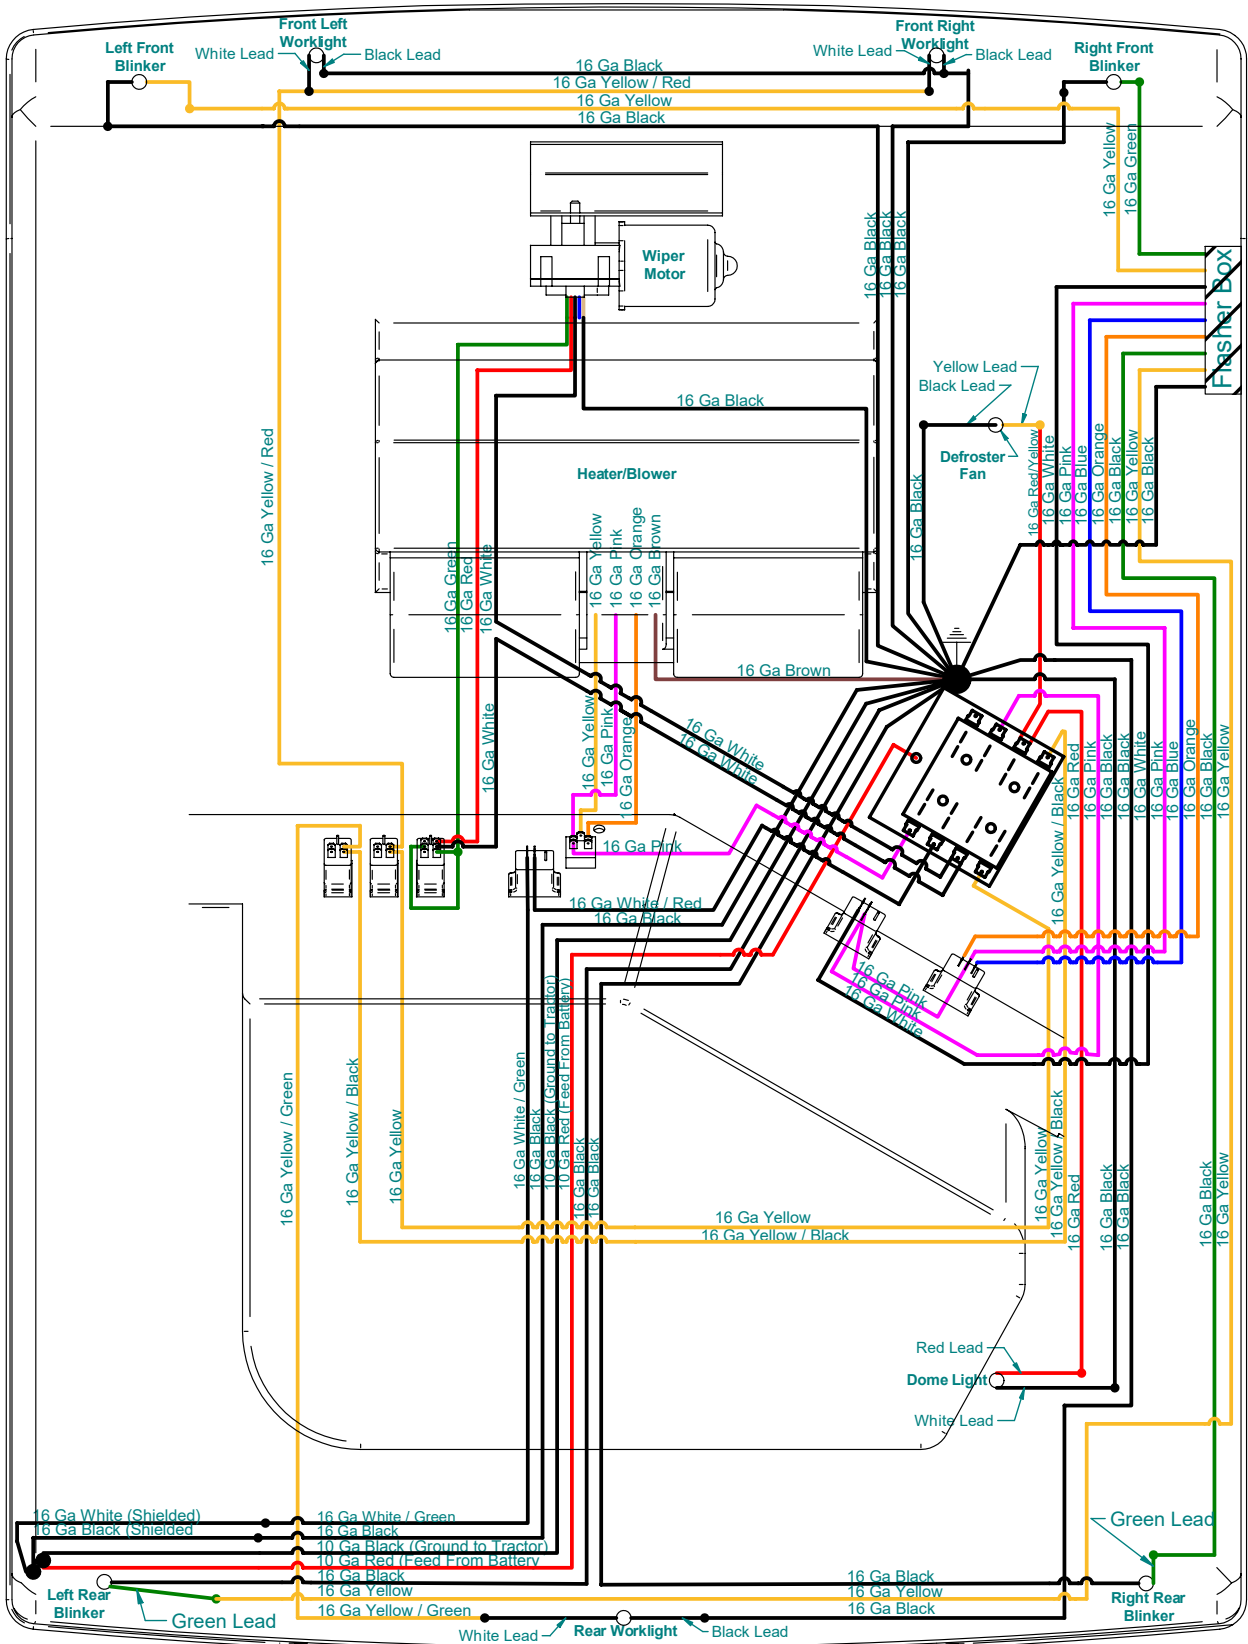 Front Left
Worklight
White Lead
Black Lead
Left Front
Blinker
Front Right
Worklight
White Lead
Black Lead
Right Front
Blinker
16 Ga Black
16 Ga Yellow / Red
16 Ga Yellow
16 Ga Black
16 Ga Yellow
16 Ga Green
16 Ga Black
16 Ga Black
16 Ga Black
Wiper
Motor
Flasher Box
Yellow Lead
Black Lead
Defroster
Fan
16 Ga Black
16 Ga Yellow / Red
Heater/Blower
16 Ga Black
16 Ga Red/Yellow
16 Ga White
16 Ga Pink
16 Ga Blue
16 Ga Orange
16 Ga Black
16 Ga Yellow
16 Ga Black
16 Ga Green
16 Ga Red
16 Ga White
16 Ga Yellow
16 Ga Pink
16 Ga Orange
16 Ga Brown
16 Ga Brown
16 Ga White
16 Ga Yellow
16 Ga Pink
16 Ga Orange
16 Ga White
16 Ga White
16 Ga Yellow / Black
16 Ga Red
16 Ga Pink
16 Ga Black
16 Ga Black
16 Ga White
16 Ga Pink
16 Ga Blue
16 Ga Orange
16 Ga Black
16 Ga Yellow
16 Ga Pink
16 Ga White / Red
16 Ga Black
16 Ga Pink
16 Ga Pink
16 Ga White
16 Ga Yellow / Green
16 Ga Yellow / Black
16 Ga Yellow
16 Ga White / Green
16 Ga Black
10 Ga Black (Ground to Tractor)
10 Ga Red (Feed From Battery)
16 Ga Black
16 Ga Black
16 Ga Yellow
16 Ga Yellow / Black
16 Ga Red
16 Ga Black
16 Ga Black
16 Ga Black
16 Ga Yellow
16 Ga Yellow
16 Ga Yellow / Black
Red Lead
Dome Light
White Lead
16 Ga White (Shielded)
16 Ga Black (Shielded
16 Ga White / Green
16 Ga Black
10 Ga Black (Ground to Tractor)
10 Ga Red (Feed From Battery
16 Ga Black
16 Ga Yellow
16 Ga Yellow / Green
Left Rear
Blinker
Green Lead
White Lead
Rear Worklight
Black Lead
16 Ga Black
16 Ga Yellow
16 Ga Black
Green Lead
Right Rear
Blinker